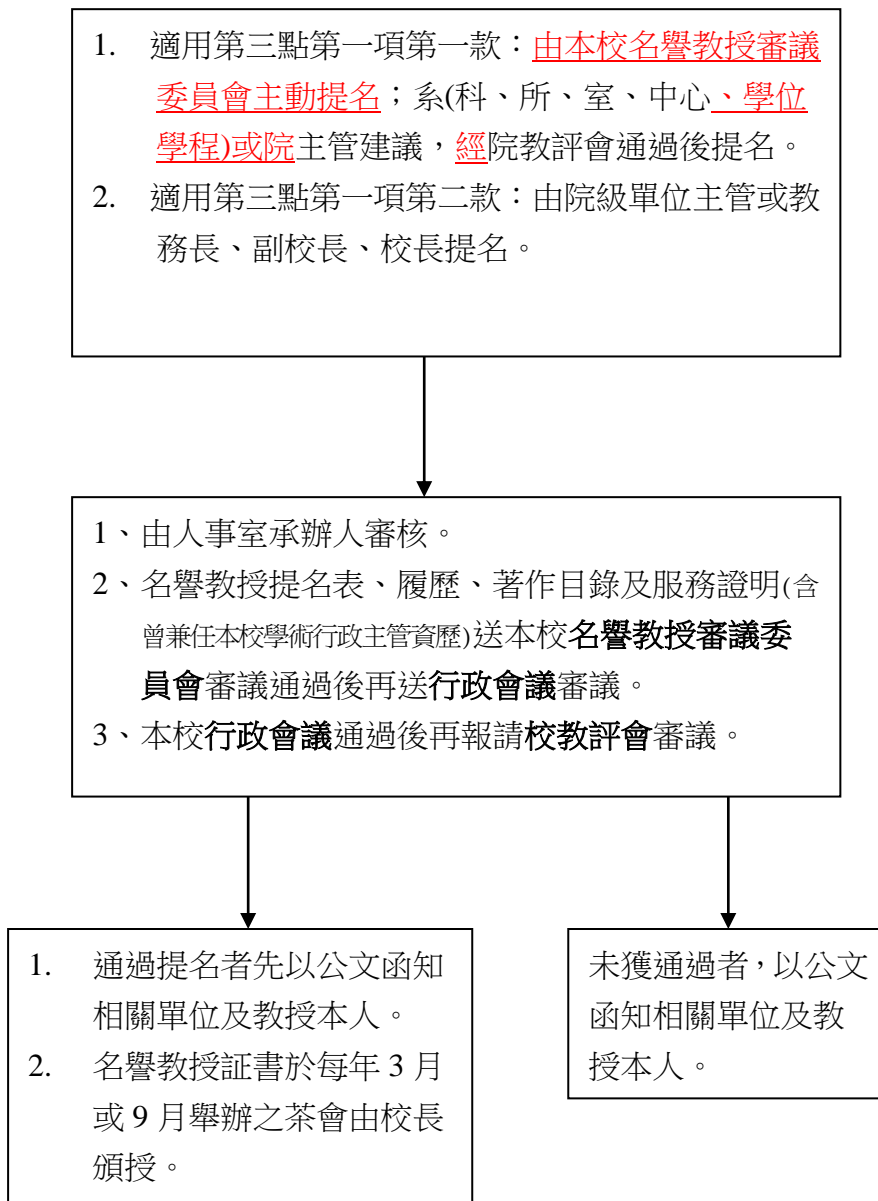 1. 適用第三點第一項第一款：由本校名譽教授審議
委員會主動提名；系(科、所、室、中心、學位
學程)或院主管建議，經院教評會通過後提名。
2. 適用第三點第一項第二款：由院級單位主管或教
務長、副校長、校長提名。
1、由人事室承辦人審核。
2、名譽教授提名表、履歷、著作目錄及服務證明(含
曾兼任本校學術行政主管資歷)送本校名譽教授審議委
員會審議通過後再送行政會議審議。
3、本校行政會議通過後再報請校教評會審議。
1. 通過提名者先以公文函知
相關單位及教授本人。
2. 名譽教授証書於每年 3 月
或 9 月舉辦之茶會由校長
頒授。
未獲通過者，以公文
函知相關單位及教
授本人。